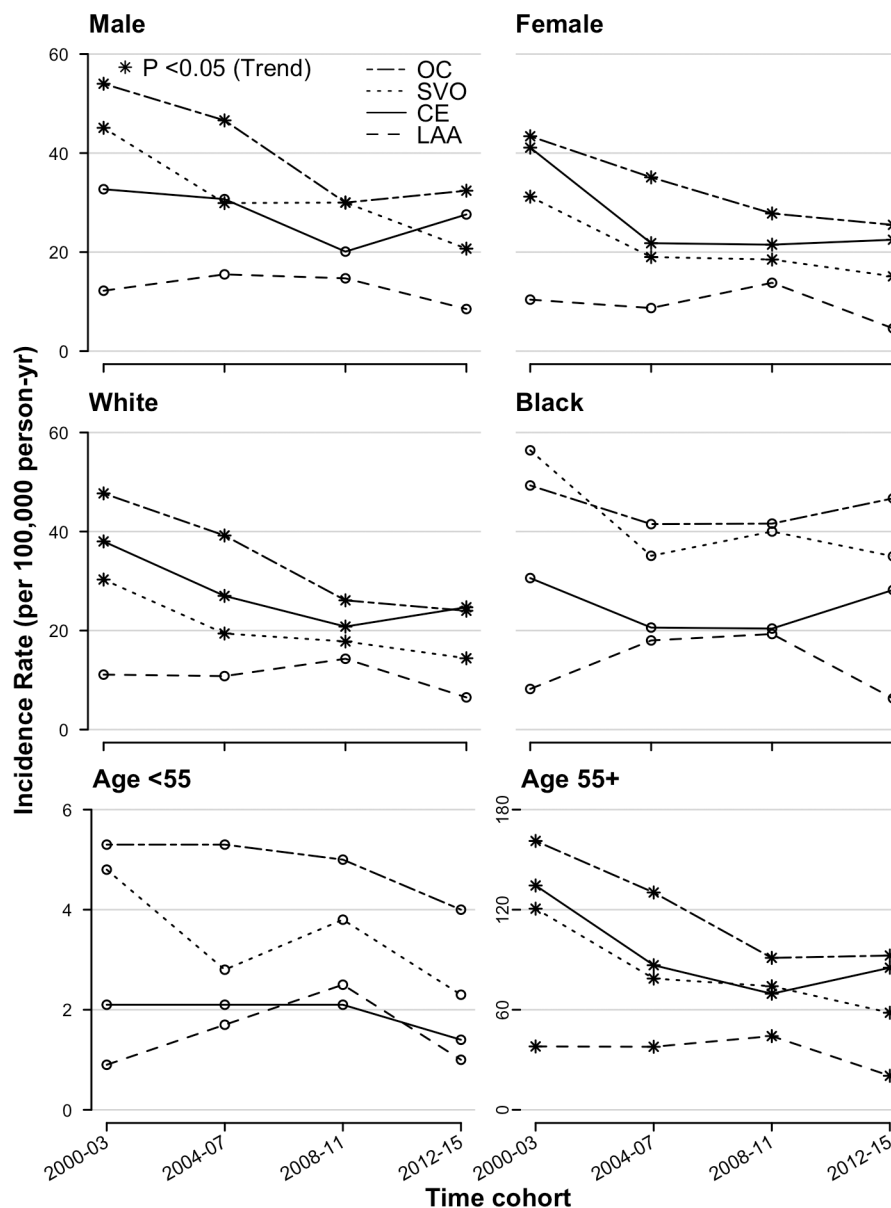 Male
Female
60
40
20
0
✳ P <0.05 (Trend)
OC
SVO
CE
LAA
White
Black
60
40
20
0
Incidence Rate (per 100,000 person-yr)
Age <55
Age 55+
6
4
2
0
180
120
60
0
2000-03
2004-07
2008-11
2012-15
2000-03
2004-07
2008-11
2012-15
Time cohort